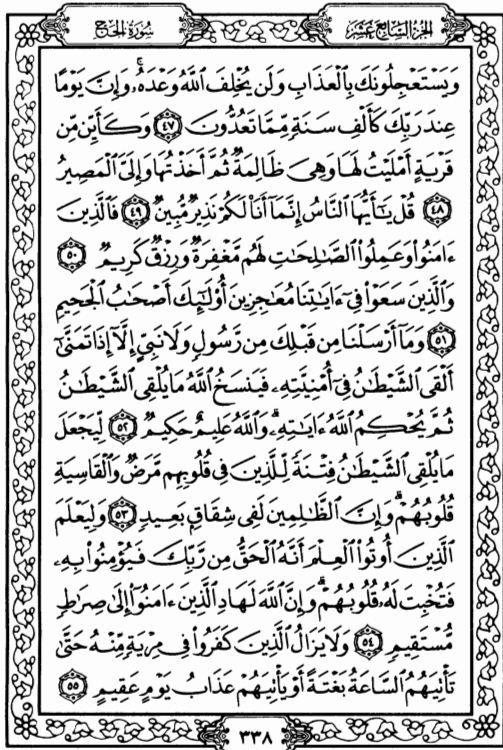 الجزء السابع عشر
سورة الحج
وَيَسْتَعْجِلُونَكَ بِالْعَذَابِ وَلَن يُخْلِفَ اللَّهُ وَعْدَهُۥۚ وَإِنَّ يَوْمًا
عِندَ رَبِّكَ كَأَلْفِ سَنَةٍ مِّمَّا تَعُدُّونَ ٤٧ وَكَأَيِّن مِّن
قَرْيَةٍ أَمْلَيْتُ لَهَا وَهِىَ ظَالِمَةٌ ثُمَّ أَخَذْتُهَا وَإِلَىَّ الْمَصِيرُ
٤٨ قُلْ يَٰٓأَيُّهَا النَّاسُ إِنَّمَآ أَنَا۠ لَكُمْ نَذِيرٌ مُّبِينٌ ٤٩ فَالَّذِينَ
ءَامَنُوا۟ وَعَمِلُوا۟ الصَّٰلِحَٰتِ لَهُم مَّغْفِرَةٌ وَرِزْقٌ كَرِيمٌ ٥٠
وَالَّذِينَ سَعَوْا۟ فِىٓ ءَايَٰتِنَا مُعَٰجِزِينَ أُو۟لَٰٓئِكَ أَصْحَٰبُ الْجَحِيمِ
٥١ وَمَآ أَرْسَلْنَا مِن قَبْلِكَ مِن رَّسُولٍ وَلَا نَبِىٍّ إِلَّآ إِذَا تَمَنَّىٰٓ
أَلْقَى الشَّيْطَٰنُ فِىٓ أُمْنِيَّتِهِۦ فَيَنسَخُ اللَّهُ مَا يُلْقِى الشَّيْطَٰنُ
ثُمَّ يُحْكِمُ اللَّهُ ءَايَٰتِهِۦۗ وَاللَّهُ عَلِيمٌ حَكِيمٌ ٥٢ لِّيَجْعَلَ
مَا يُلْقِى الشَّيْطَٰنُ فِتْنَةً لِّلَّذِينَ فِى قُلُوبِهِم مَّرَضٌ وَالْقَاسِيَةِ
قُلُوبُهُمْۗ وَإِنَّ الظَّٰلِمِينَ لَفِى شِقَاقٍۭ بَعِيدٍ ٥٣ وَلِيَعْلَمَ
الَّذِينَ أُوتُوا۟ الْعِلْمَ أَنَّهُ الْحَقُّ مِن رَّبِّكَ فَيُؤْمِنُوا۟ بِهِۦ
فَتُخْبِتَ لَهُۥ قُلُوبُهُمْۗ وَإِنَّ اللَّهَ لَهَادِ الَّذِينَ ءَامَنُوٓا۟ إِلَىٰ صِرَٰطٍ
مُّسْتَقِيمٍ ٥٤ وَلَا يَزَالُ الَّذِينَ كَفَرُوا۟ فِى مِرْيَةٍ مِّنْهُ حَتَّىٰ
تَأْتِيَهُمُ السَّاعَةُ بَغْتَةً أَوْ يَأْتِيَهُمْ عَذَابُ يَوْمٍ عَقِيمٍ ٥٥
٣٣٨